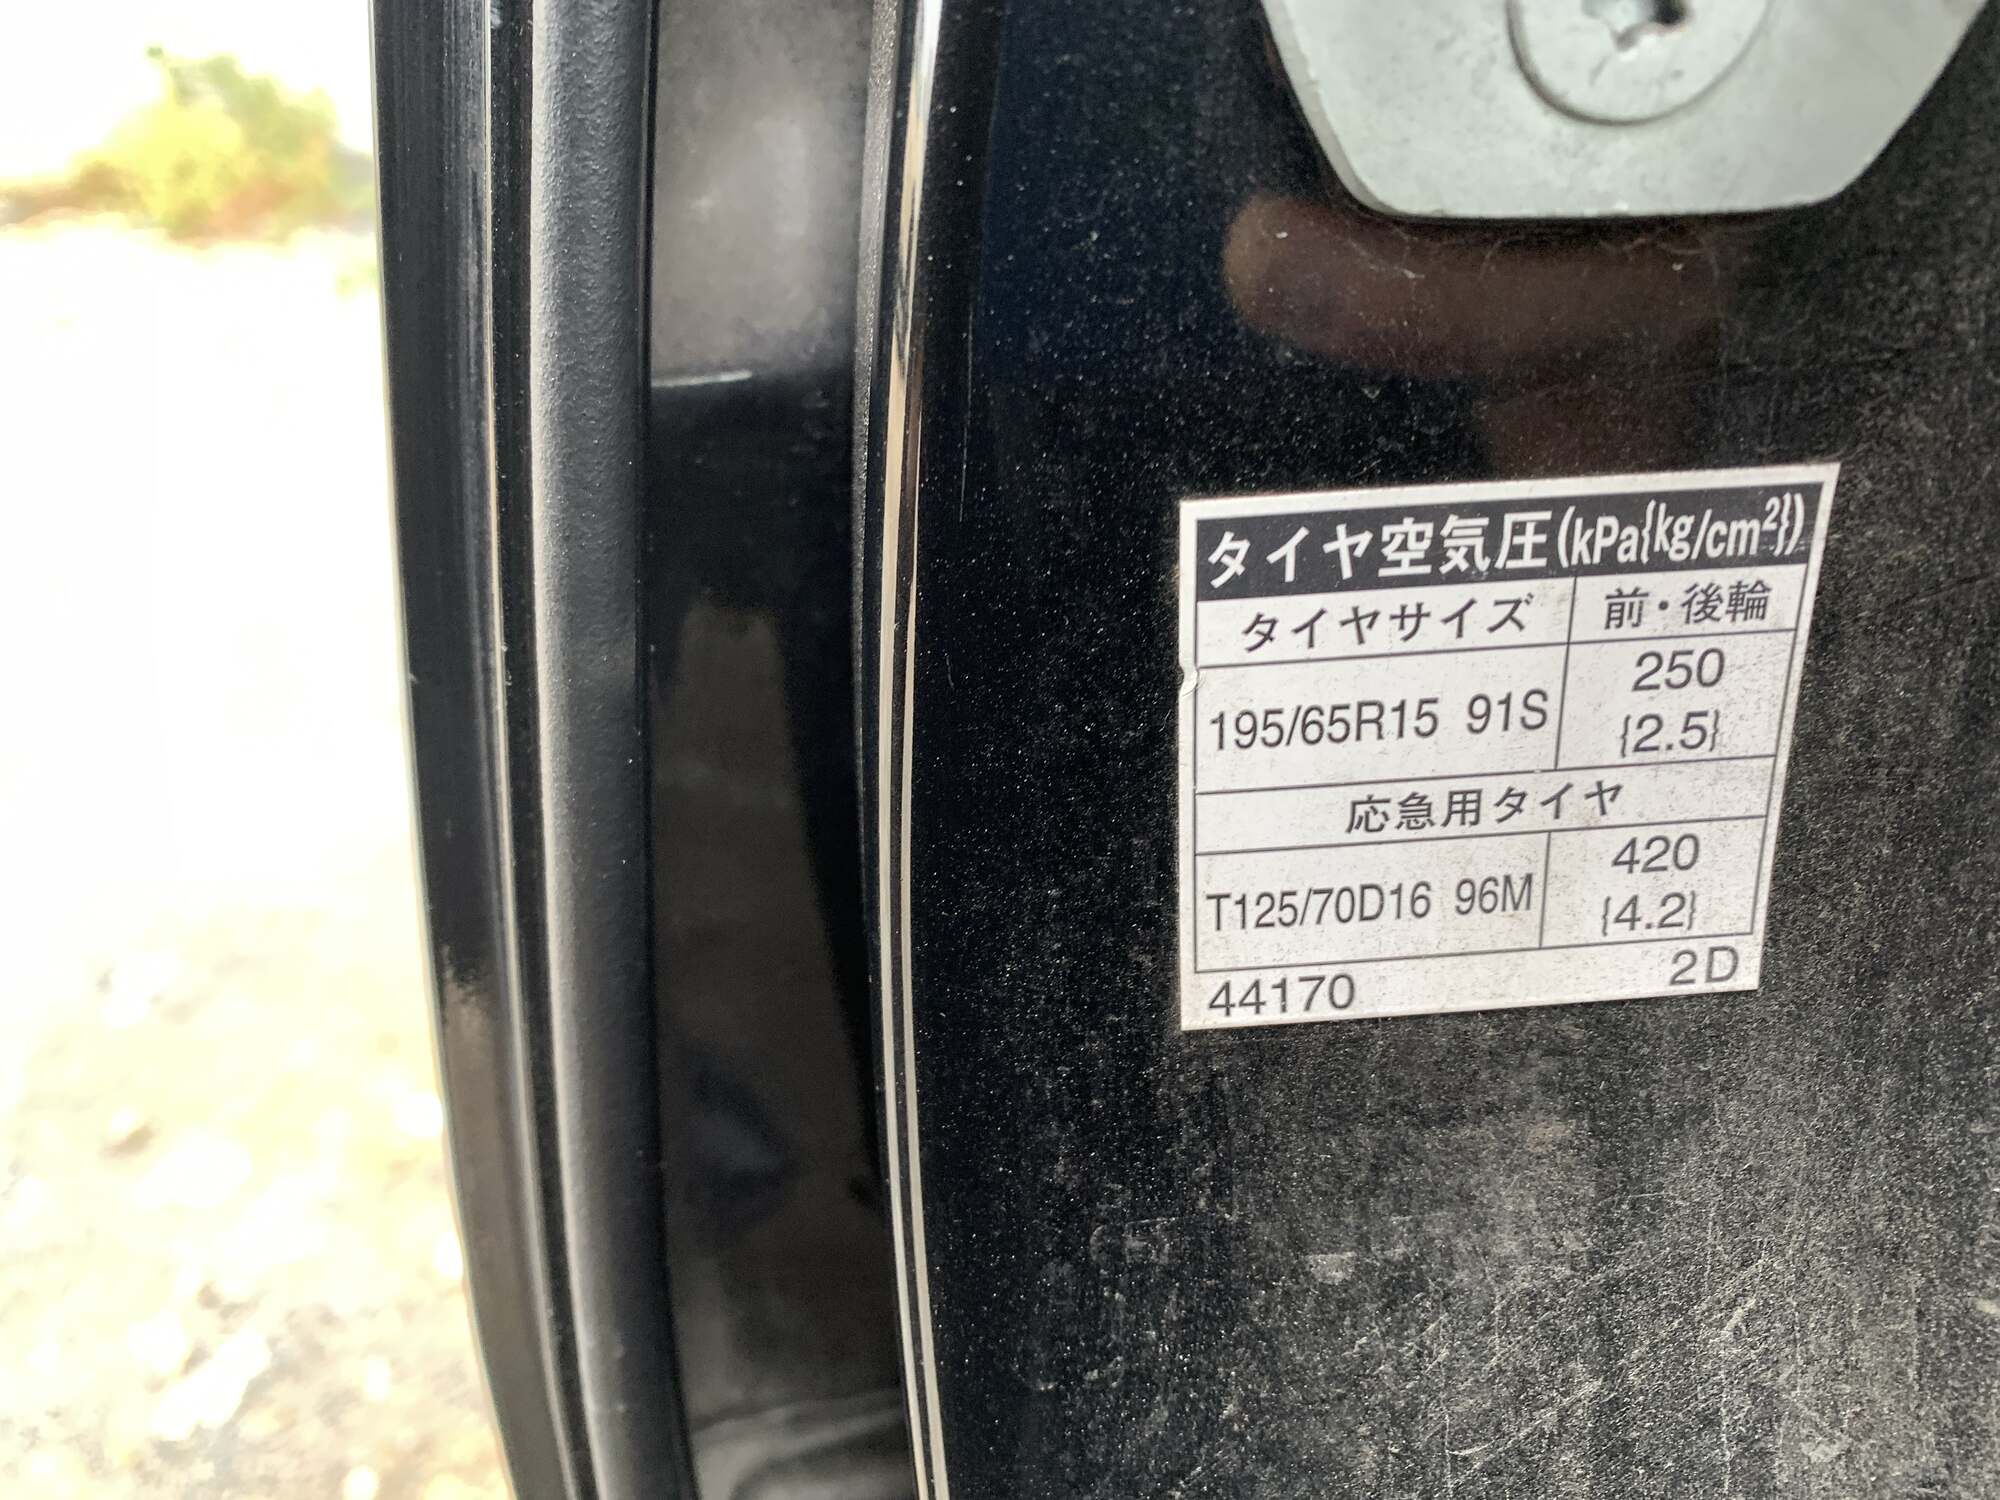 タイヤ空気圧(kPa{kg/cm²})
タイヤサイズ 前・後輪
195/65R15 91S 250
{2.5}
応急用タイヤ
T125/70D16 96M 420
{4.2}
44170 2D